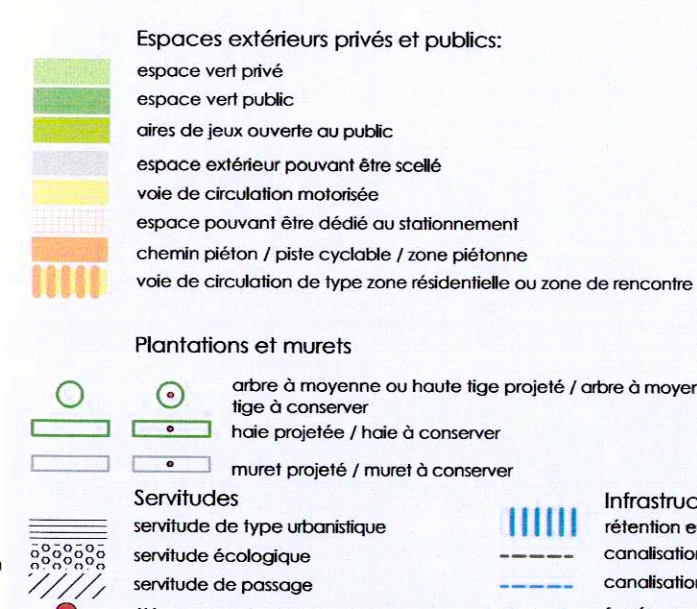 Espaces extérieurs privés et publics:
espace vert privé
espace vert public
aires de jeux ouverte au public
espace extérieur pouvant être scellé
voie de circulation motorisée
espace pouvant être dédié au stationnement
chemin piéton / piste cyclable / zone piétonne
voie de circulation de type zone résidentielle ou zone de rencontre
Plantations et murets
arbre à moyenne ou haute tige projeté / arbre à
tige à conserver
haie projetée / haie à conserver
muret projeté / muret à conserver
Servitudes
servitude de type urbanistique
servitude écologique
servitude de passage
rétention